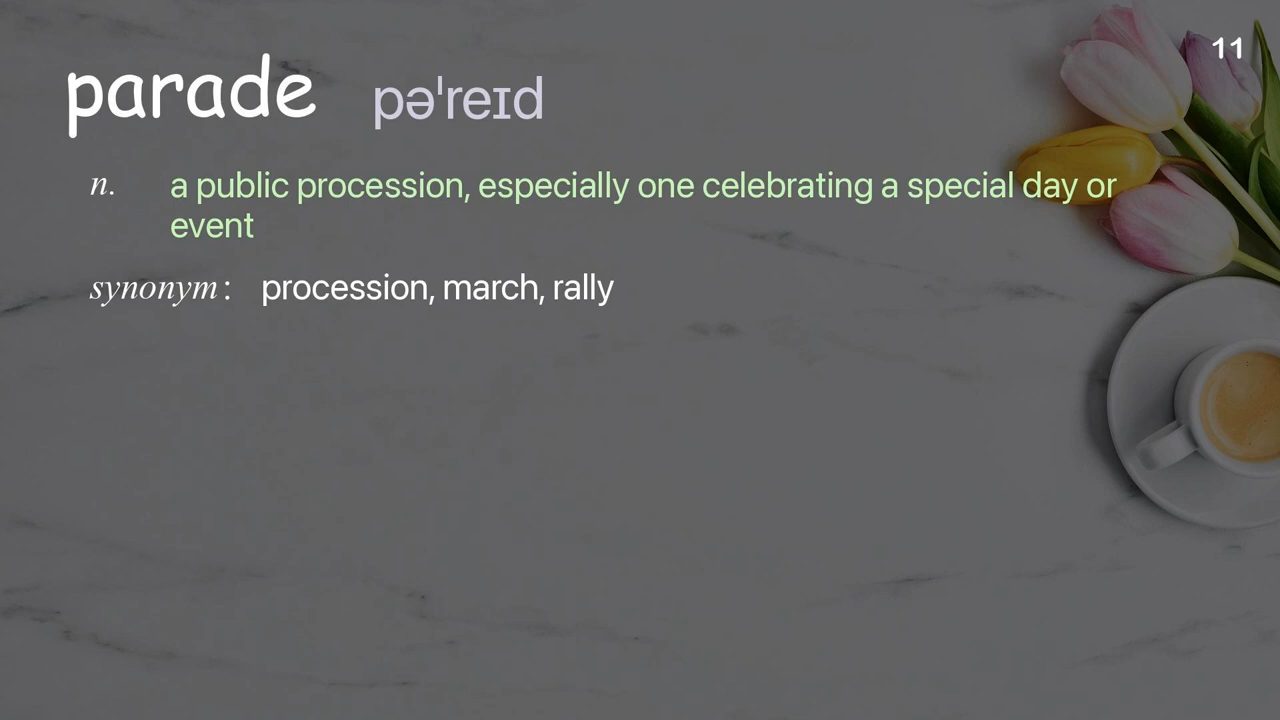 11
parade pəˈreɪd
n. a public procession, especially one celebrating a special day or
event
synonym: procession, march, rally